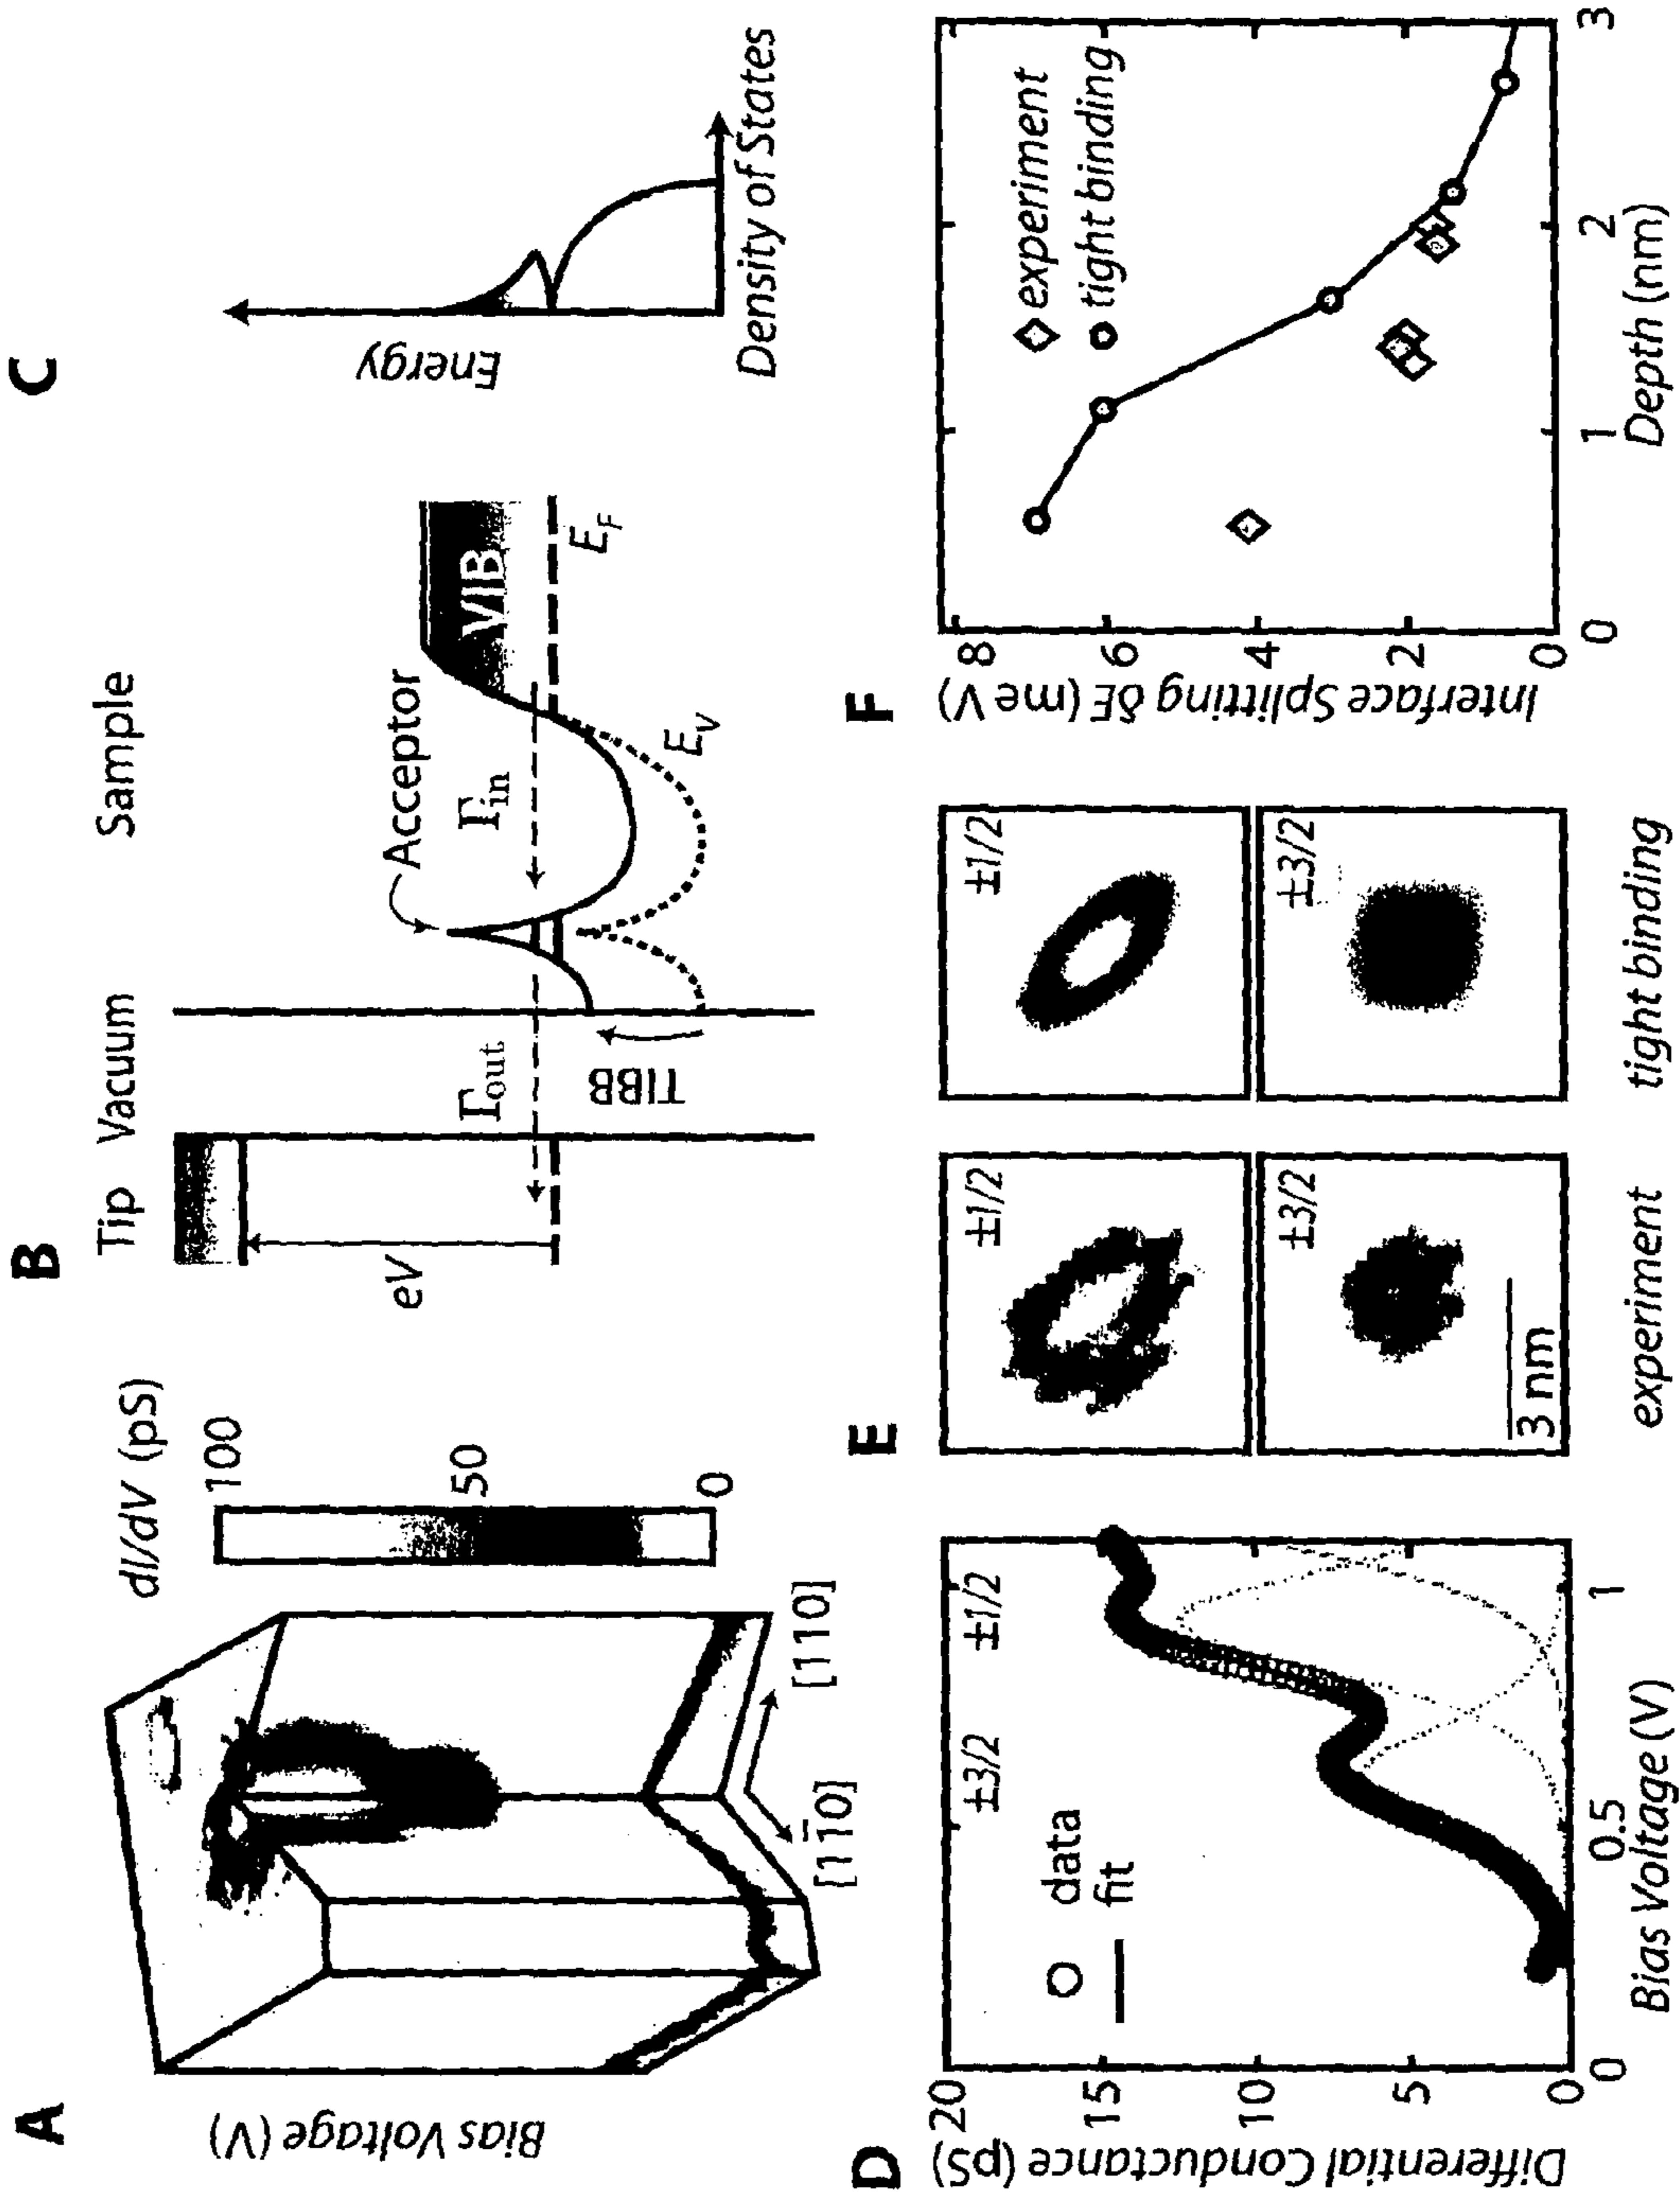 A
Bias Voltage (V)
[11̄0]
[110]
dI/dV (pS)
100
50
0
B
Tip Vacuum Sample
eV
Γout
TIBB
Acceptor
Γin
VIB
EF
EV
C
Energy
Density of States
D
Differential Conductance (pS)
20
15
10
5
0
±3/2 ±1/2
data
fit
0 0.5 1
Bias Voltage (V)
E
±1/2
±1/2
±3/2
±3/2
3 nm
experiment tight binding
F
Interface Splitting δE (meV)
8
6
4
2
0
experiment
tight binding
0 1 2 3
Depth (nm)